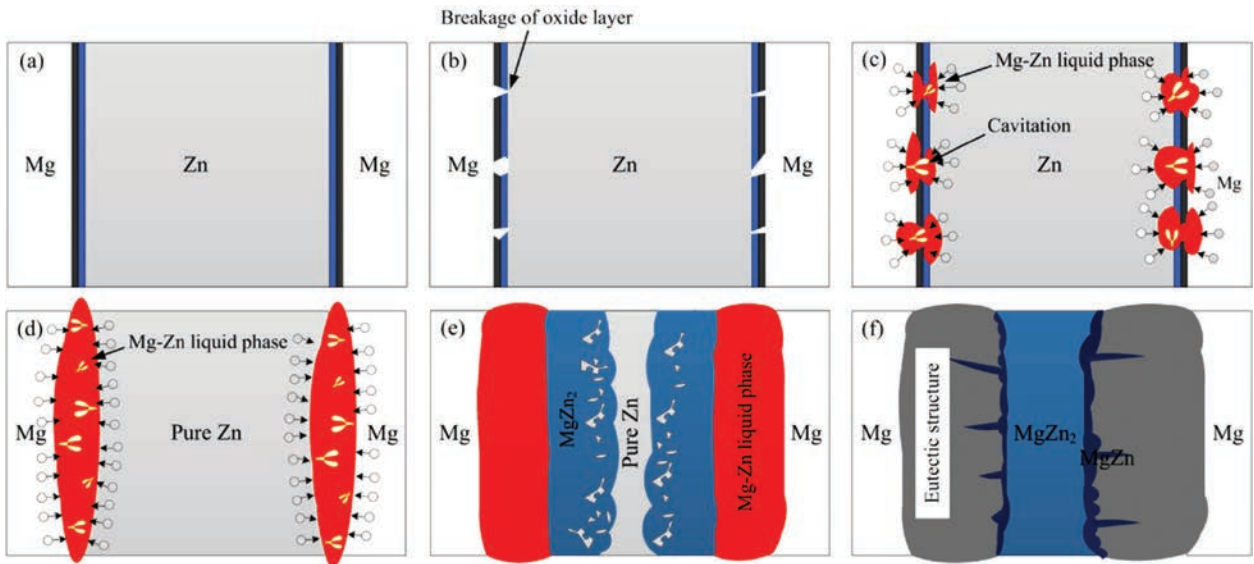 Breakage of oxide layer
(a)
Mg
Zn
Mg
(b)
Mg
Zn
Mg
(c)
Mg-Zn liquid phase
Cavitation
Mg
Zn
Mg
(d)
Mg-Zn liquid phase
Mg
Pure Zn
Mg
(e)
Mg
MgZn2
Pure Zn
Mg-Zn liquid phase
Mg
(f)
Mg
Eutectic structure
MgZn2
MgZn
Mg